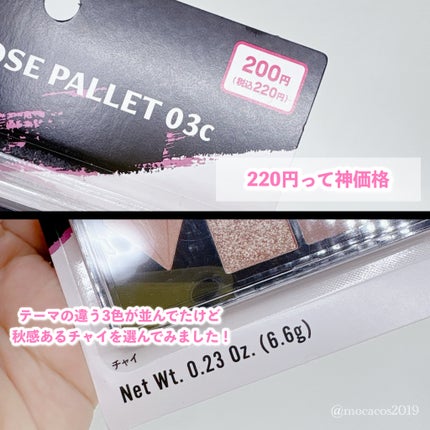 OSE PALLET 03c
200円
(税込220円)
220円って神価格
テーマの違う3色が並んでたけど
秋感あるチャイを選んでみました！
チャイ
Net Wt. 0.23 Oz. (6.6g)
@mocacos2019